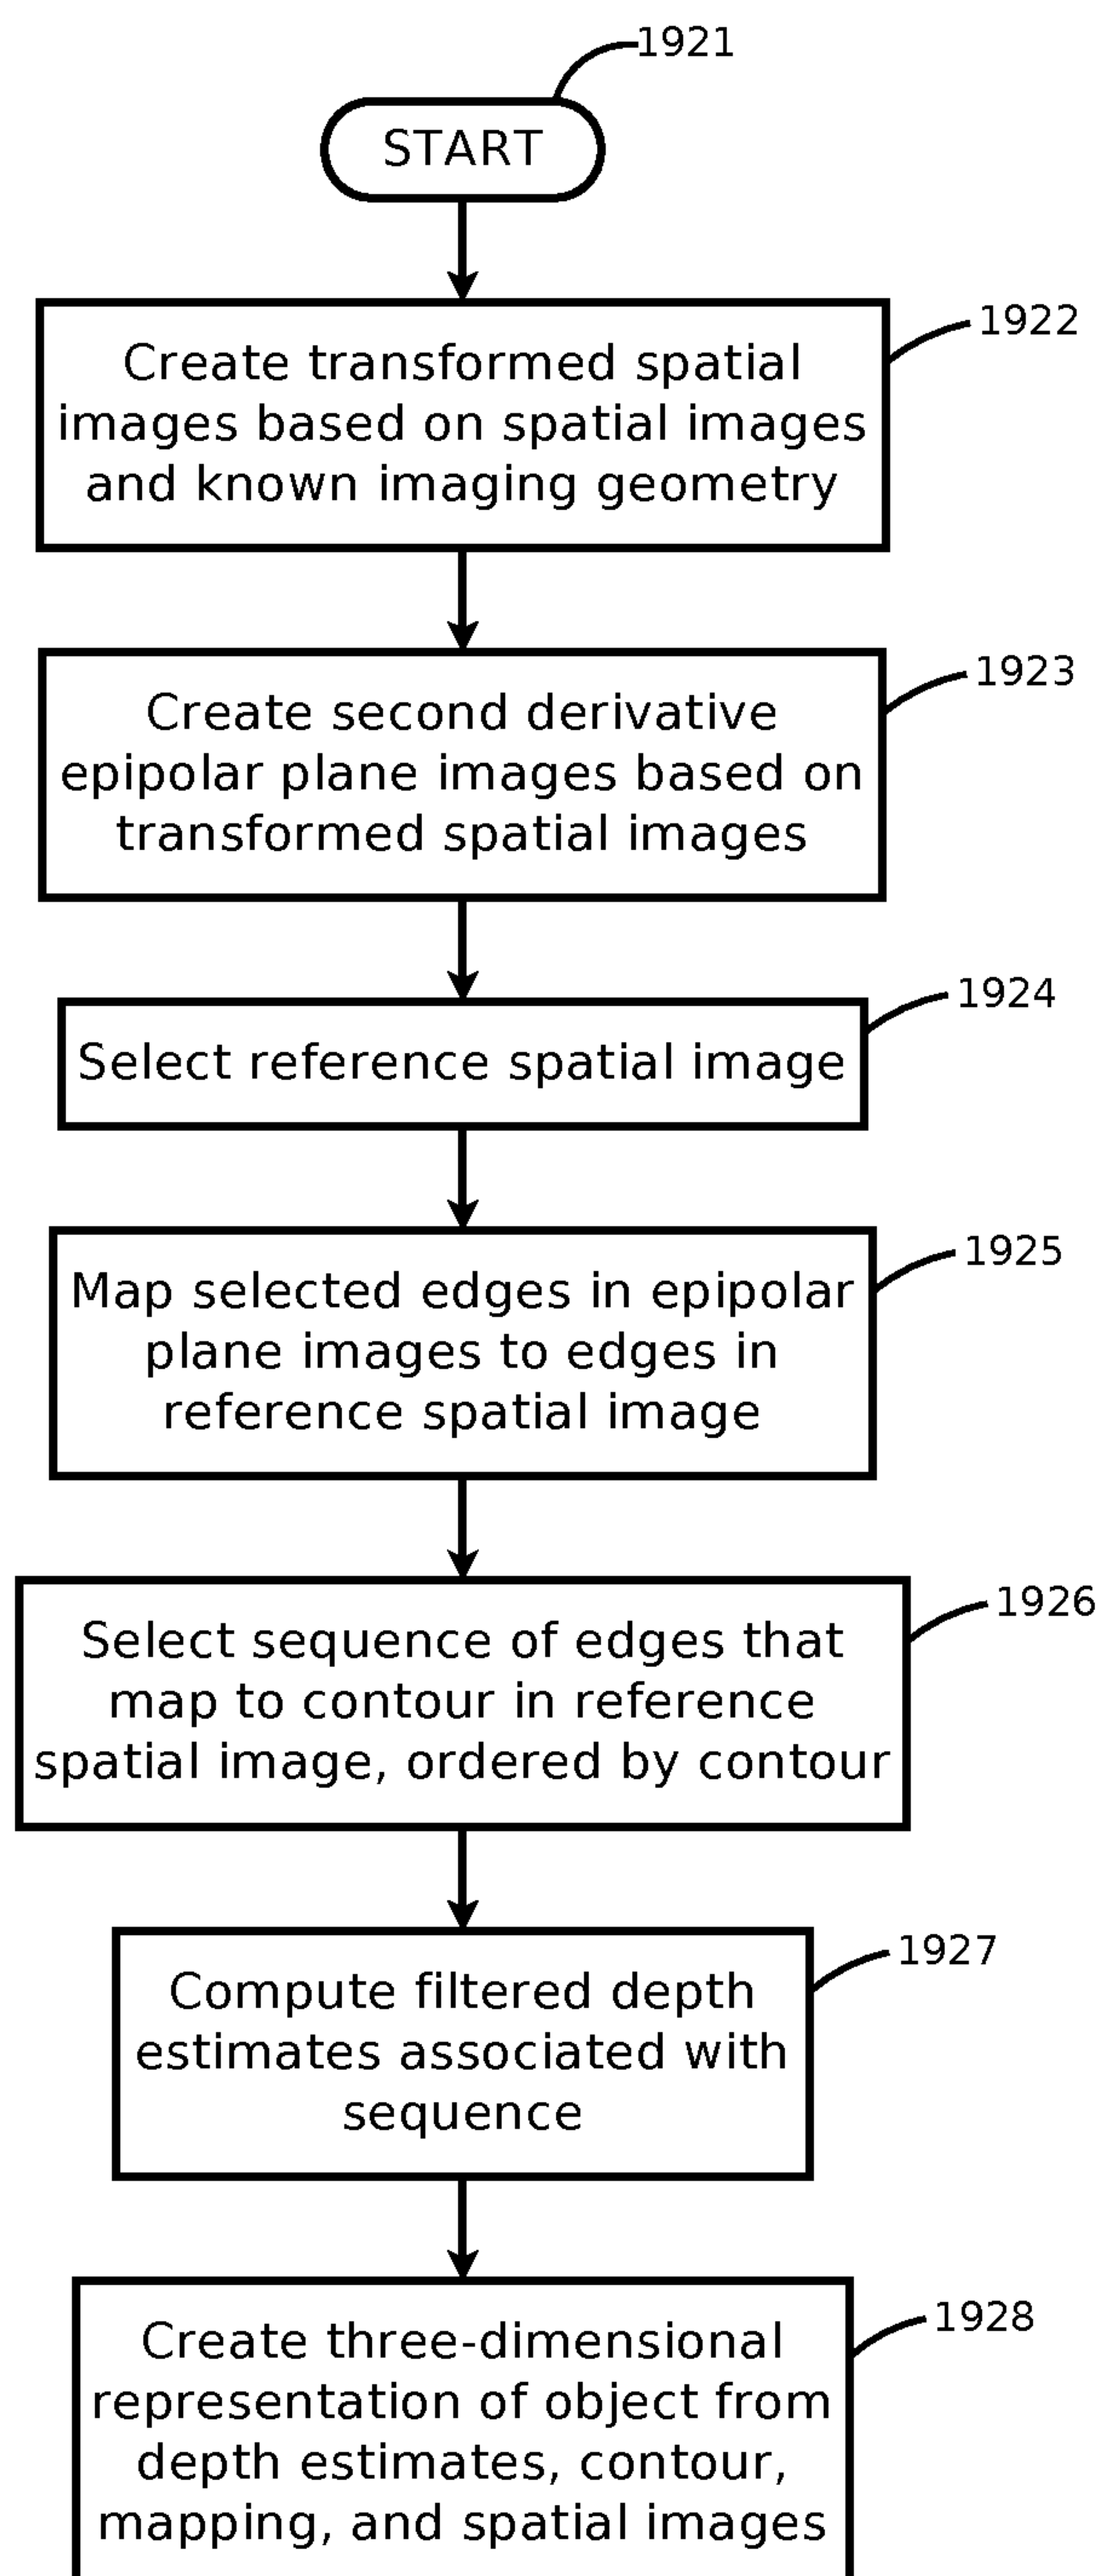 1921
START
1922
Create transformed spatial
images based on spatial images
and known imaging geometry
1923
Create second derivative
epipolar plane images based on
transformed spatial images
1924
Select reference spatial image
1925
Map selected edges in epipolar
plane images to edges in
reference spatial image
1926
Select sequence of edges that
map to contour in reference
spatial image, ordered by contour
1927
Compute filtered depth
estimates associated with
sequence
1928
Create three-dimensional
representation of object from
depth estimates, contour,
mapping, and spatial images